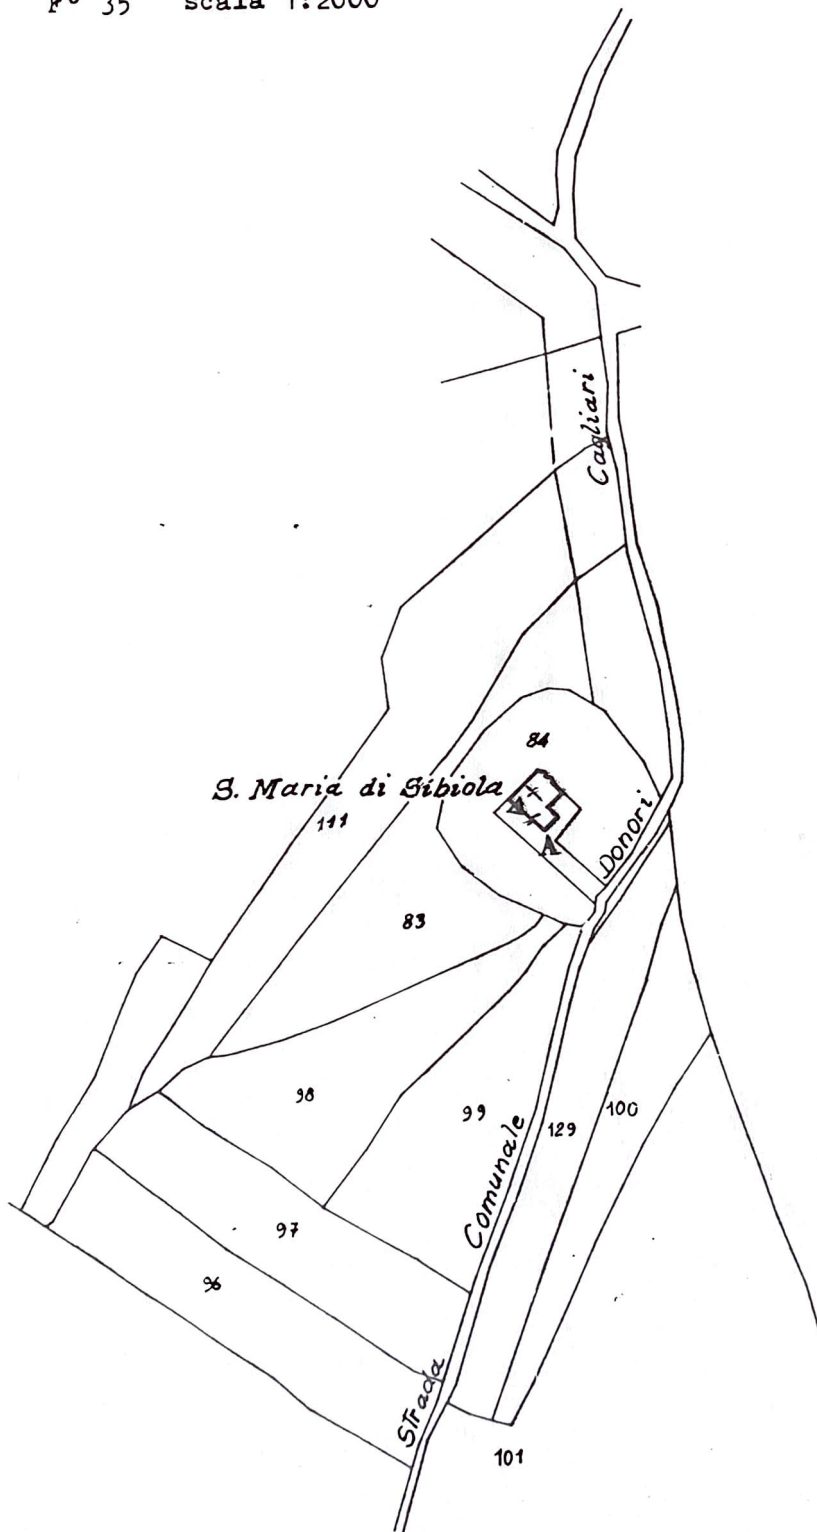 F° 35 scala 1:2000
Cagliari
84
S. Maria di Sibiola
111
A
Donori
83
98
99
129
100
Comunale
97
96
Strada
101